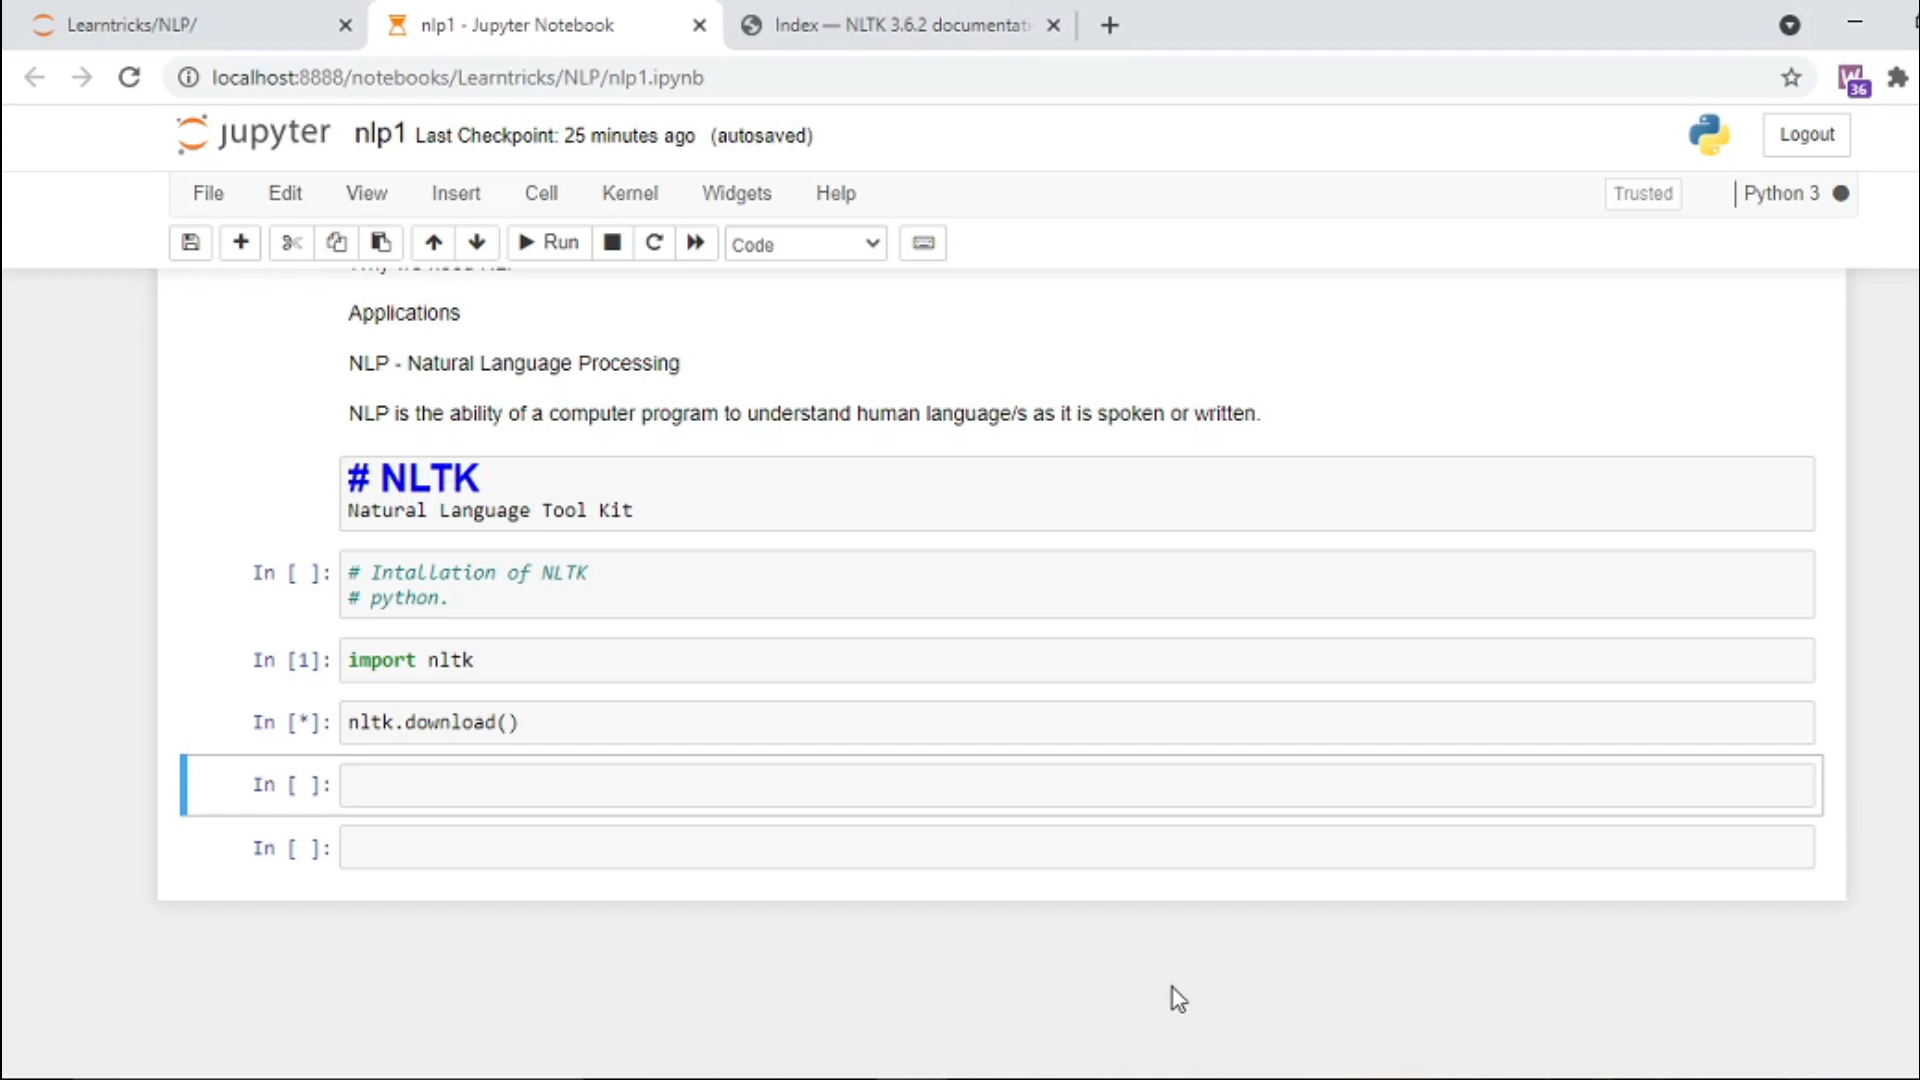 Learntricks/NLP/
nlp1 - Jupyter Notebook
Index — NLTK 3.6.2 documentati
localhost:8888/notebooks/Learntricks/NLP/nlp1.ipynb
36
jupyter nlp1 Last Checkpoint: 25 minutes ago (autosaved)
Logout
File Edit View Insert Cell Kernel Widgets Help
Trusted
Python 3
Run
Code
Applications
NLP - Natural Language Processing
NLP is the ability of a computer program to understand human language/s as it is spoken or written.
# NLTK
Natural Language Tool Kit
In [ ]: # Intallation of NLTK
# python.
In [1]: import nltk
In [*]: nltk.download()
In [ ]:
In [ ]: